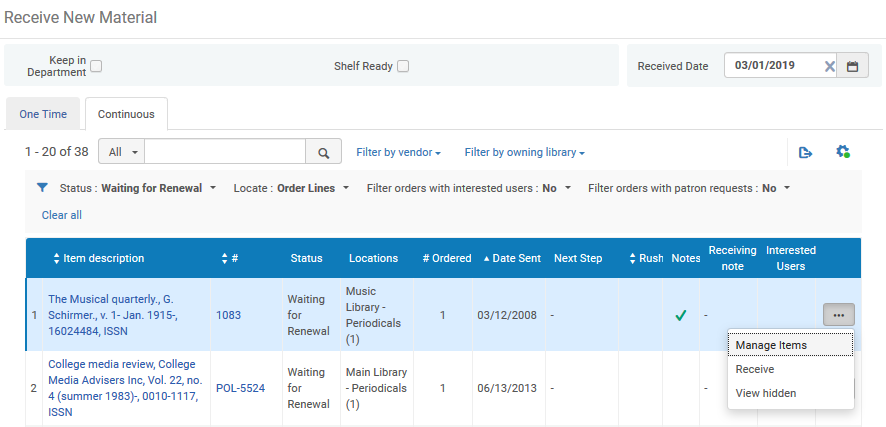 Receive New Material
Keep in
Department
Shelf Ready
Received Date
03/01/2019
One Time
Continuous
1 - 20 of 38
All
Filter by vendor
Filter by owning library
Status : Waiting for Renewal
Locate : Order Lines
Filter orders with interested users : No
Filter orders with patron requests : No
Clear all
Item description
#
Status
Locations
# Ordered
Date Sent
Next Step
Rush
Notes
Receiving
note
Interested
Users
1
The Musical quarterly., G.
Schirmer., v. 1- Jan. 1915-,
16024484, ISSN
1083
Waiting
for
Renewal
Music
Library -
Periodicals
(1)
1
03/12/2008
-
-
Manage Items
Receive
View hidden
2
College media review, College
Media Advisers Inc, Vol. 22, no.
4 (summer 1983)-, 0010-1117,
ISSN
POL-5524
Waiting
for
Renewal
Main Library
- Periodicals
(1)
1
06/13/2013
-
-